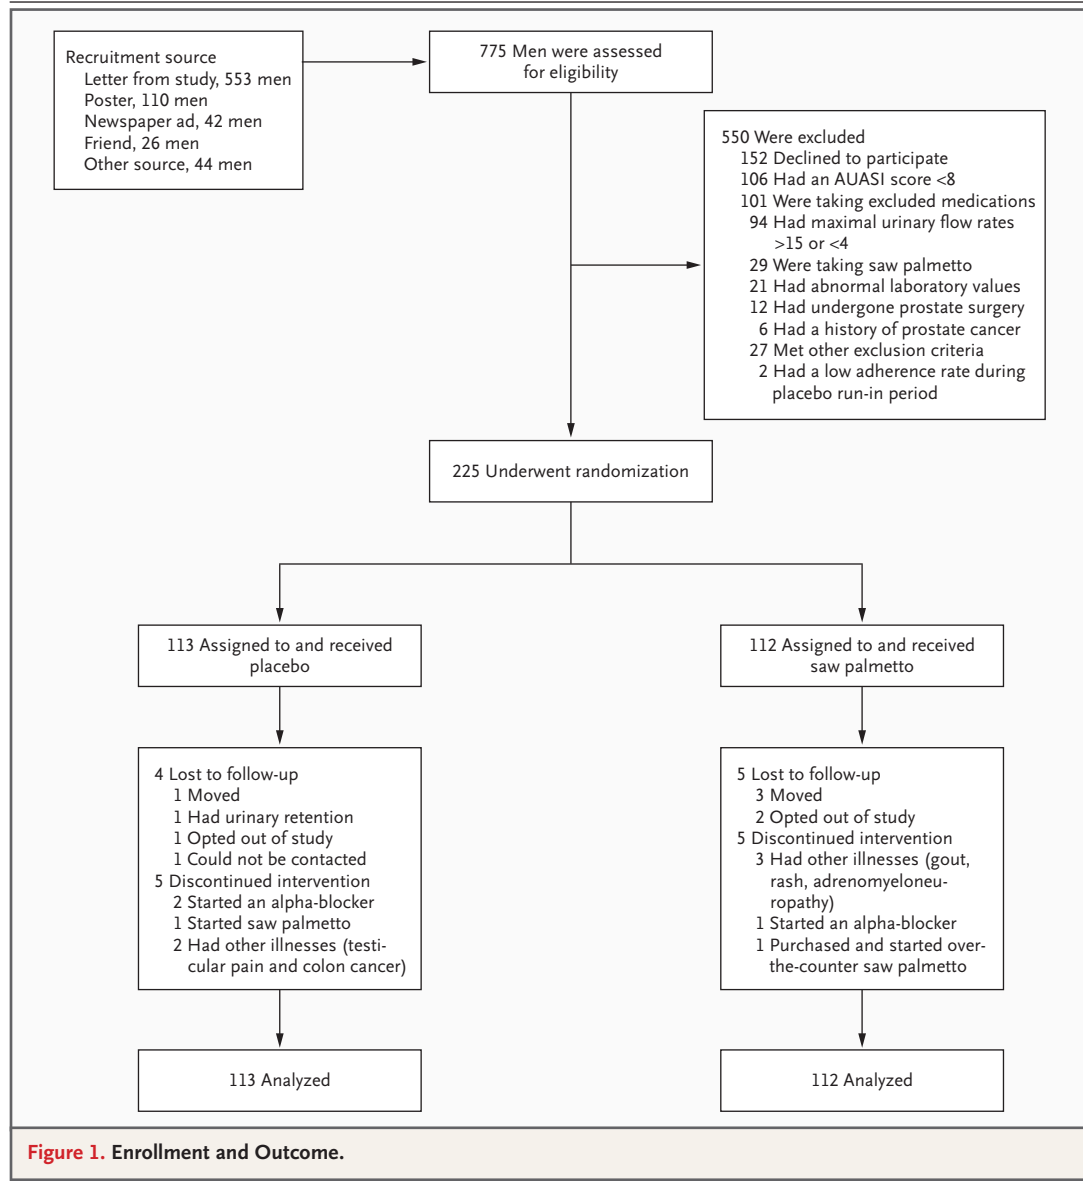 Recruitment source
Letter from study, 553 men
Poster, 110 men
Newspaper ad, 42 men
Friend, 26 men
Other source, 44 men
775 Men were assessed
for eligibility
550 Were excluded
152 Declined to participate
106 Had an AUASI score <8
101 Were taking excluded medications
94 Had maximal urinary flow rates
>15 or <4
29 Were taking saw palmetto
21 Had abnormal laboratory values
12 Had undergone prostate surgery
6 Had a history of prostate cancer
27 Met other exclusion criteria
2 Had a low adherence rate during
placebo run-in period
225 Underwent randomization
113 Assigned to and received
placebo
112 Assigned to and received
saw palmetto
4 Lost to follow-up
1 Moved
1 Had urinary retention
1 Opted out of study
1 Could not be contacted
5 Discontinued intervention
2 Started an alpha-blocker
1 Started saw palmetto
2 Had other illnesses (testi-
cular pain and colon cancer)
5 Lost to follow-up
3 Moved
2 Opted out of study
5 Discontinued intervention
3 Had other illnesses (gout,
rash, adrenomyeloneu-
ropathy)
1 Started an alpha-blocker
1 Purchased and started over-
the-counter saw palmetto
113 Analyzed
112 Analyzed
Figure 1. Enrollment and Outcome.